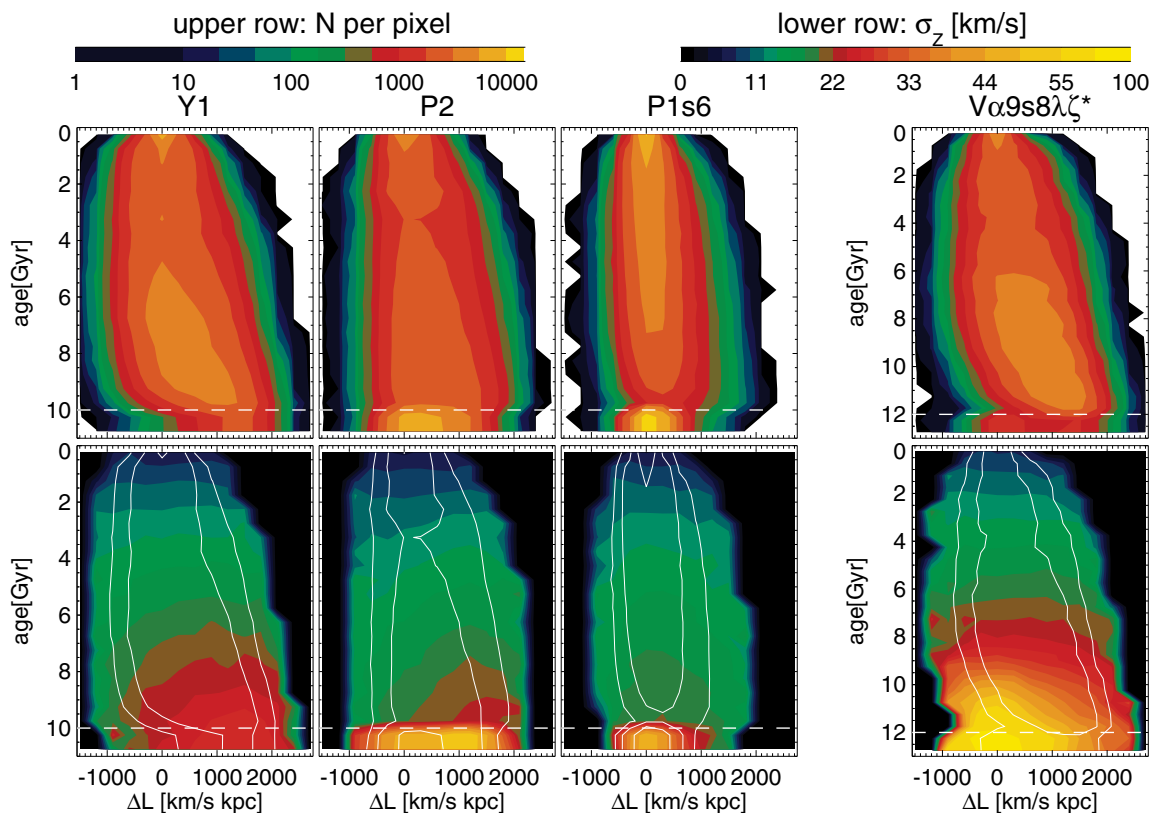 upper row: N per pixel
lower row: σz [km/s]
1 10 100 1000 10000
0 11 22 33 44 55 100
Y1 P2 P1s6 Vα9s8λζ*
0
2
4
6
8
10
age[Gyr]
0
2
4
6
8
10
12
age[Gyr]
0
2
4
6
8
10
age[Gyr]
0
2
4
6
8
10
12
age[Gyr]
-1000 0 1000 2000
-1000 0 1000 2000
-1000 0 1000 2000
-1000 0 1000 2000
ΔL [km/s kpc] ΔL [km/s kpc] ΔL [km/s kpc] ΔL [km/s kpc]